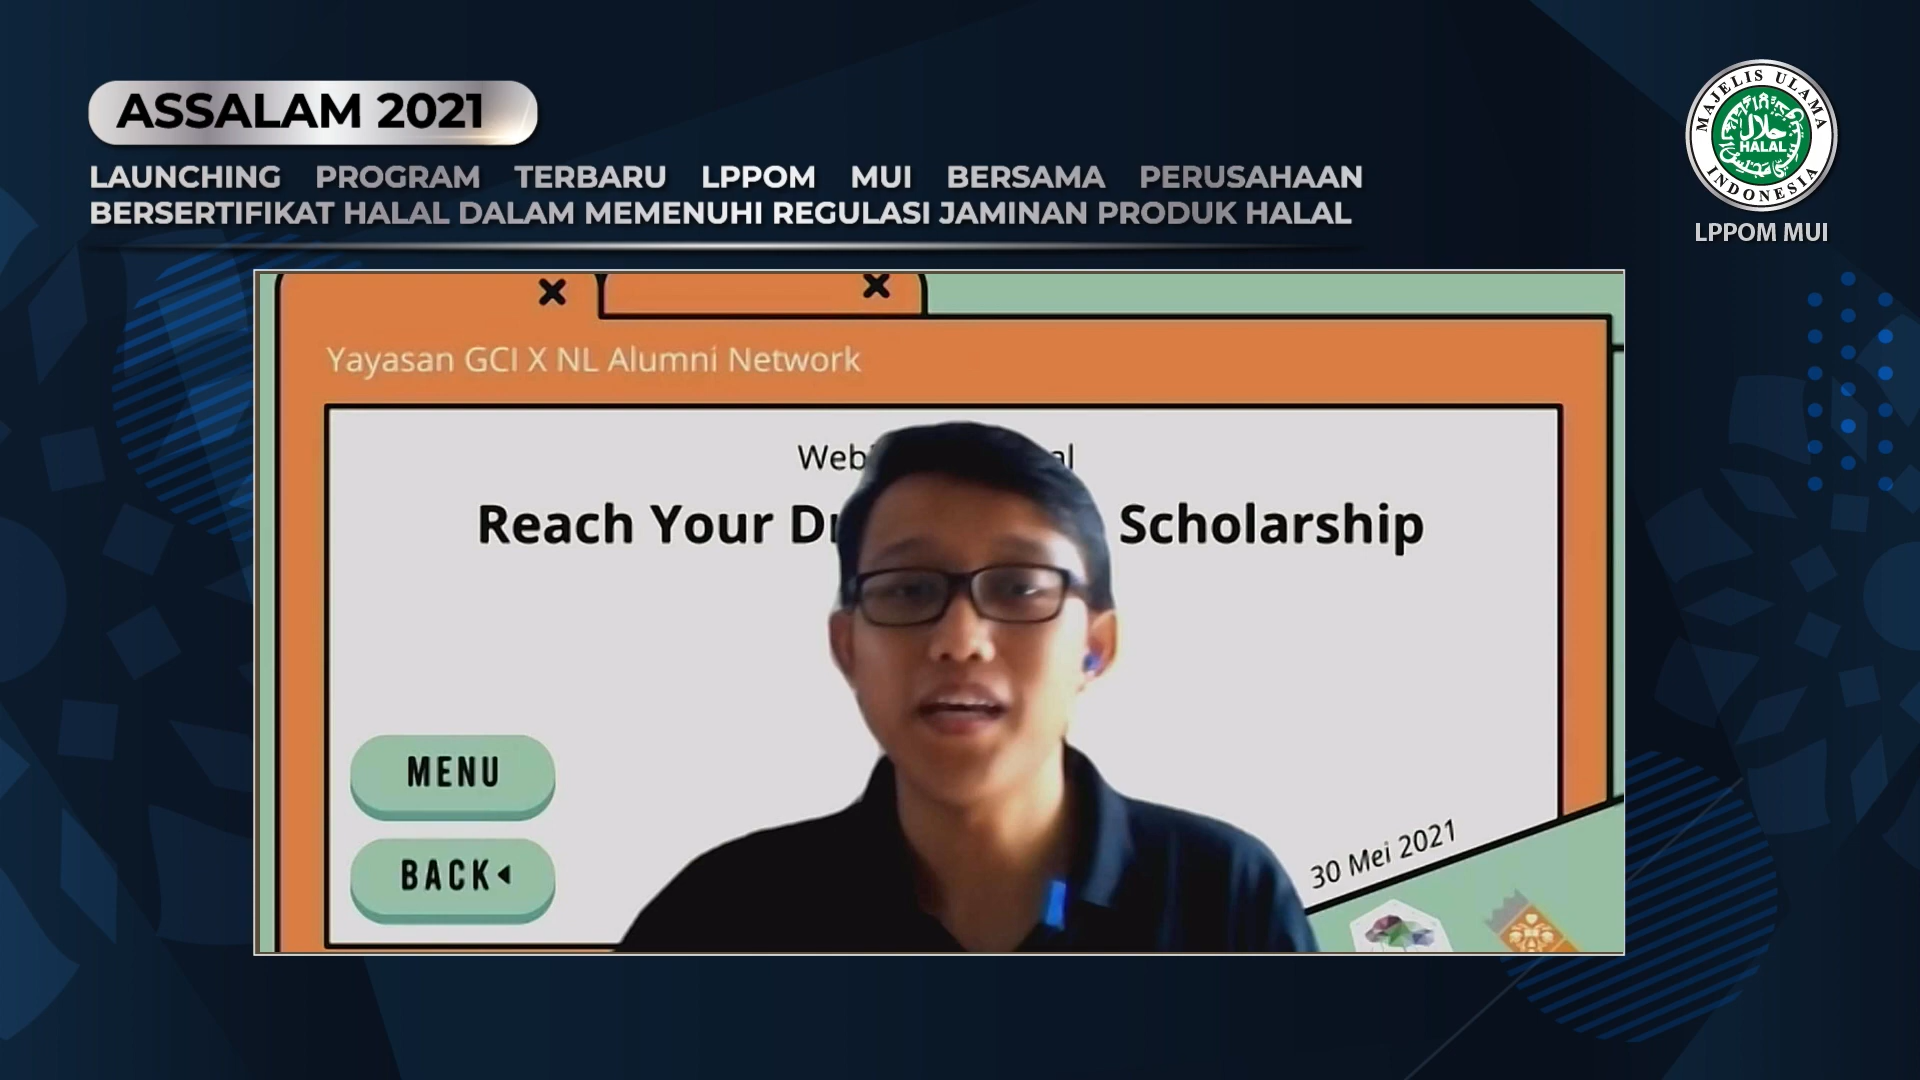 ASSALAM 2021
LAUNCHING PROGRAM TERBARU LPPOM MUI BERSAMA PERUSAHAAN
BERSERTIFIKAT HALAL DALAM MEMENUHI REGULASI JAMINAN PRODUK HALAL
MAJELIS ULAMA
حلال
HALAL
INDONESIA
LPPOM MUI
Yayasan GCI X NL Alumni Network
Reach Your Scholarship
MENU
BACK
30 Mei 2021